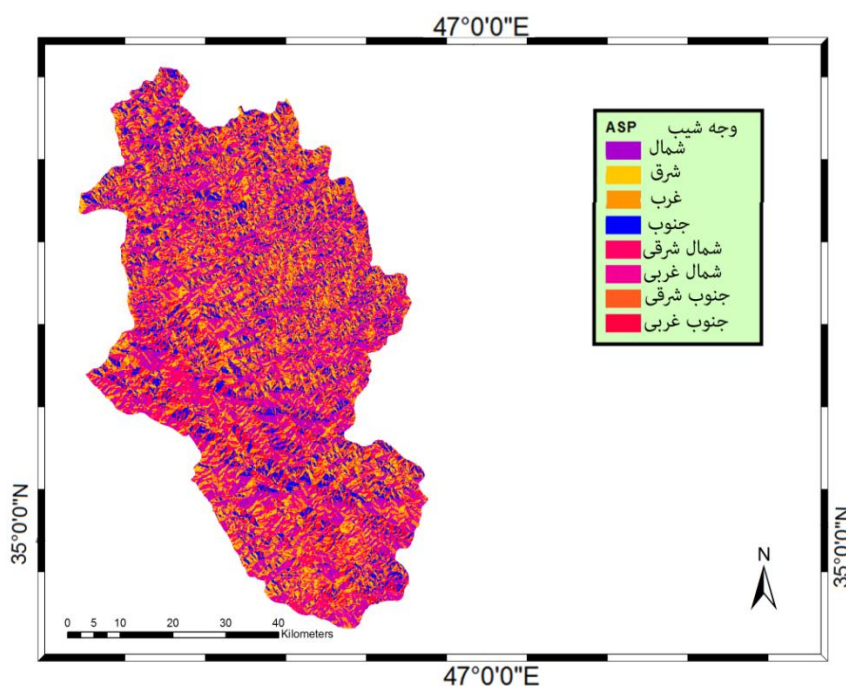 47°0'0"E
ASP وجه شیب
شمال
شرق
غرب
جنوب
شمال شرقی
شمال غربی
جنوب شرقی
جنوب غربی
35°0'0"N
35°0'0"N
N
0 5 10 20 30 40
Kilometers
47°0'0"E